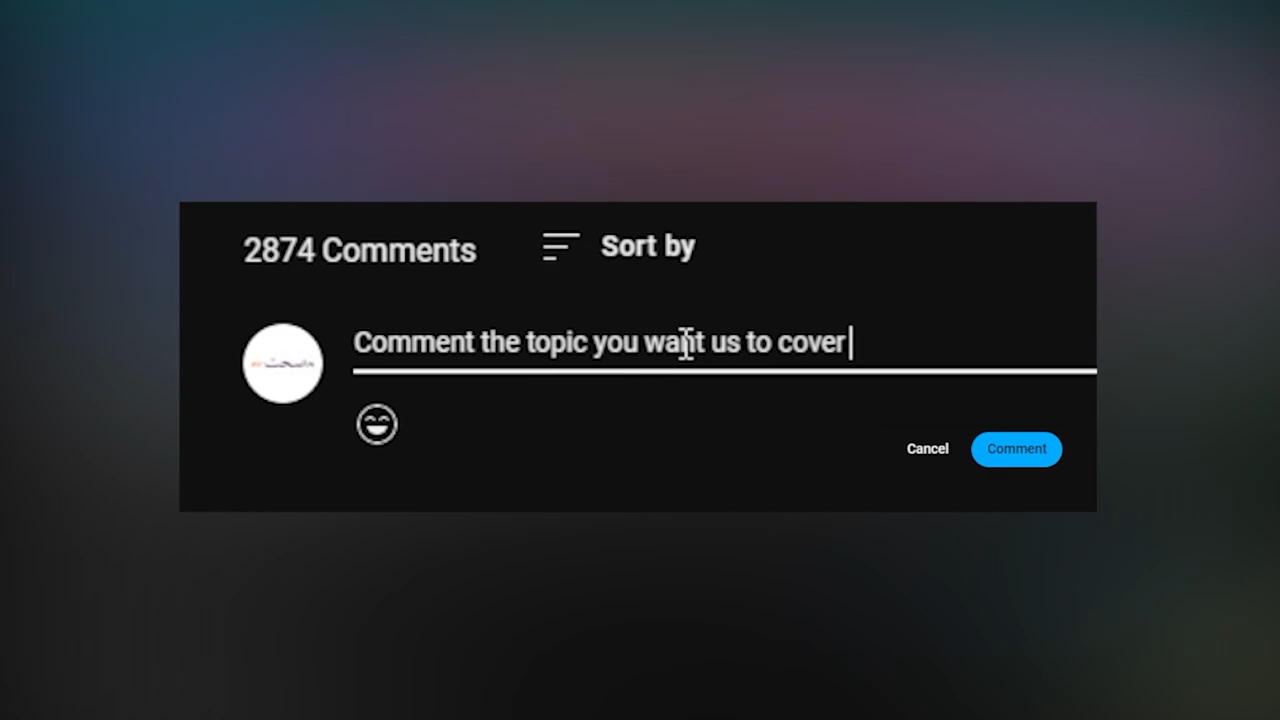 2874 Comments
Sort by
Comment the topic you want us to cover
Cancel
Comment